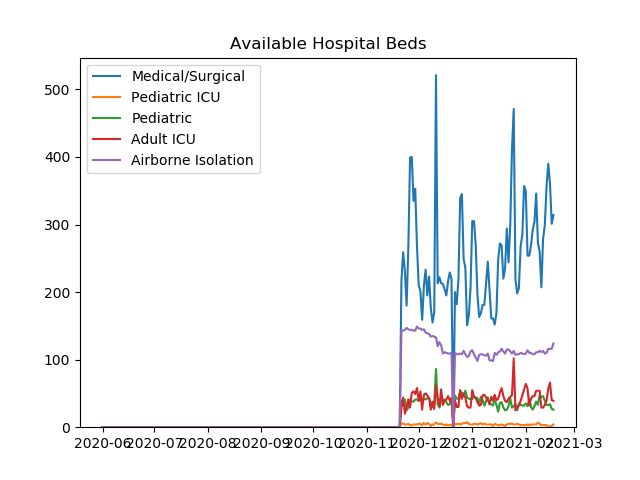 Available Hospital Beds
Medical/Surgical
Pediatric ICU
Pediatric
Adult ICU
Airborne Isolation
500
400
300
200
100
0
2020-06 2020-07 2020-08 2020-09 2020-10 2020-11 2020-12 2021-01 2021-02 2021-03